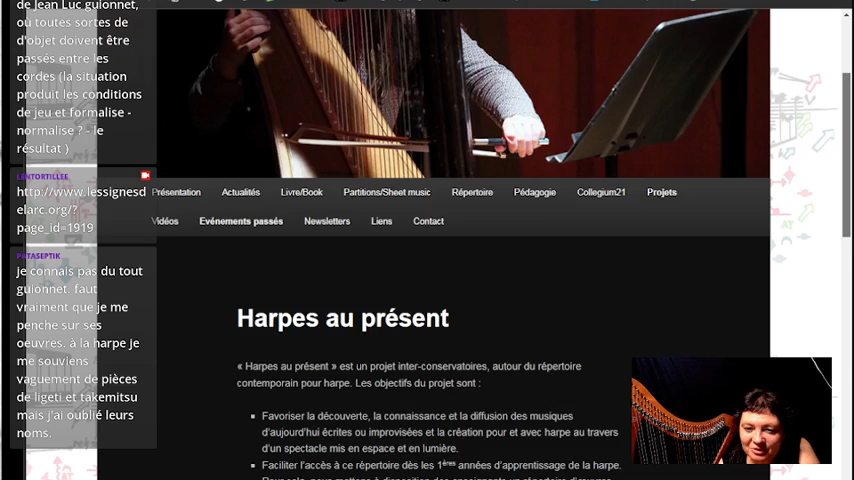 de Jean Luc guionnet,
où toutes sortes de
d'objet doivent être
passés entre les
cordes (la situation
produit les conditions
de jeu et formalise -
normalise ? - le
résultat )
LENTORTILLEE
http://www.lessignesd
elarc.org/?
page_id=1919
je connais pas du tout
guionnet. faut
vraiment que je me
penche sur ses
oeuvres. à la harpe je
me souviens
vaguement de pièces
de ligeti et takemitsu
mais j'ai oublié leurs
noms.
Présentation Actualités Livre/Book Partitions/Sheet music Répertoire Pédagogie Collegium21 Projets
Vidéos Evénements passés Newsletters Liens Contact
Harpes au présent
« Harpes au présent » est un projet inter-conservatoires, autour du répertoire
contemporain pour harpe. Les objectifs du projet sont :
Favoriser la découverte, la connaissance et la diffusion des musiques
d'aujourd'hui écrites ou improvisées et la création pour et avec harpe au travers
d'un spectacle mis en espace et en lumière.
Faciliter l'accès à ce répertoire dès les 1ères années d'apprentissage de la harpe.